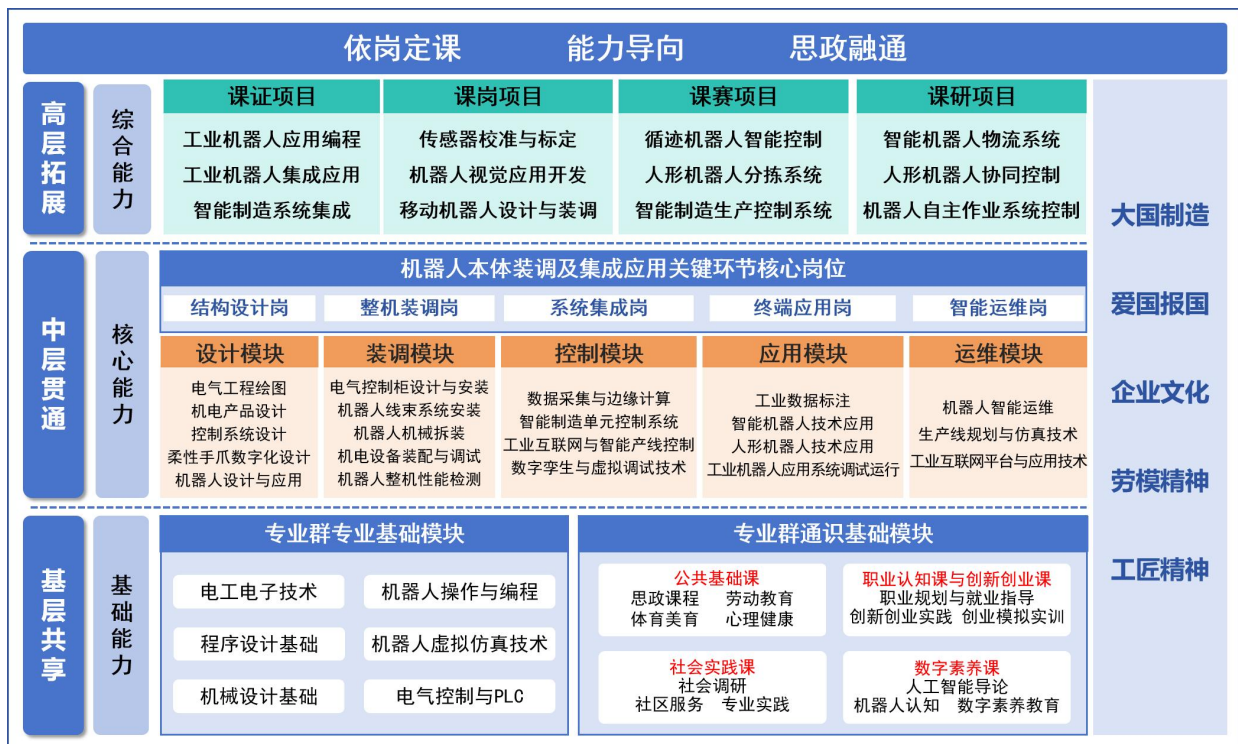 依岗定课 能力导向 思政融通
高层拓展
综合能力
课证项目
工业机器人应用编程
工业机器人集成应用
智能制造系统集成
课岗项目
传感器校准与标定
机器人视觉应用开发
移动机器人设计与装调
课赛项目
循迹机器人智能控制
人形机器人分拣系统
智能制造生产控制系统
课研项目
智能机器人物流系统
人形机器人协同控制
机器人自主作业系统控制
中层贯通
核心能力
机器人本体装调及集成应用关键环节核心岗位
结构设计岗 整机装调岗 系统集成岗 终端应用岗 智能运维岗
设计模块
电气工程绘图
机电产品设计
控制系统设计
柔性手爪数字化设计
机器人设计与应用
装调模块
电气控制柜设计与安装
机器人线束系统安装
机器人机械拆装
机电设备装配与调试
机器人整机性能检测
控制模块
数据采集与边缘计算
智能制造单元控制系统
工业互联网与智能产线控制
数字孪生与虚拟调试技术
应用模块
工业数据标注
智能机器人技术应用
人形机器人技术应用
工业机器人应用系统调试运行
运维模块
机器人智能运维
生产线规划与仿真技术
工业互联网平台与应用技术
基层共享
基础能力
专业群专业基础模块
电工电子技术 机器人操作与编程
程序设计基础 机器人虚拟仿真技术
机械设计基础 电气控制与PLC
专业群通识基础模块
公共基础课
思政课程 劳动教育
体育美育 心理健康
职业认知课与创新创业课
职业规划与就业指导
创新创业实践 创业模拟实训
社会实践课
社会调研
社区服务 专业实践
数字素养课
人工智能导论
机器人认知 数字素养教育
大国制造
爱国报国
企业文化
劳模精神
工匠精神